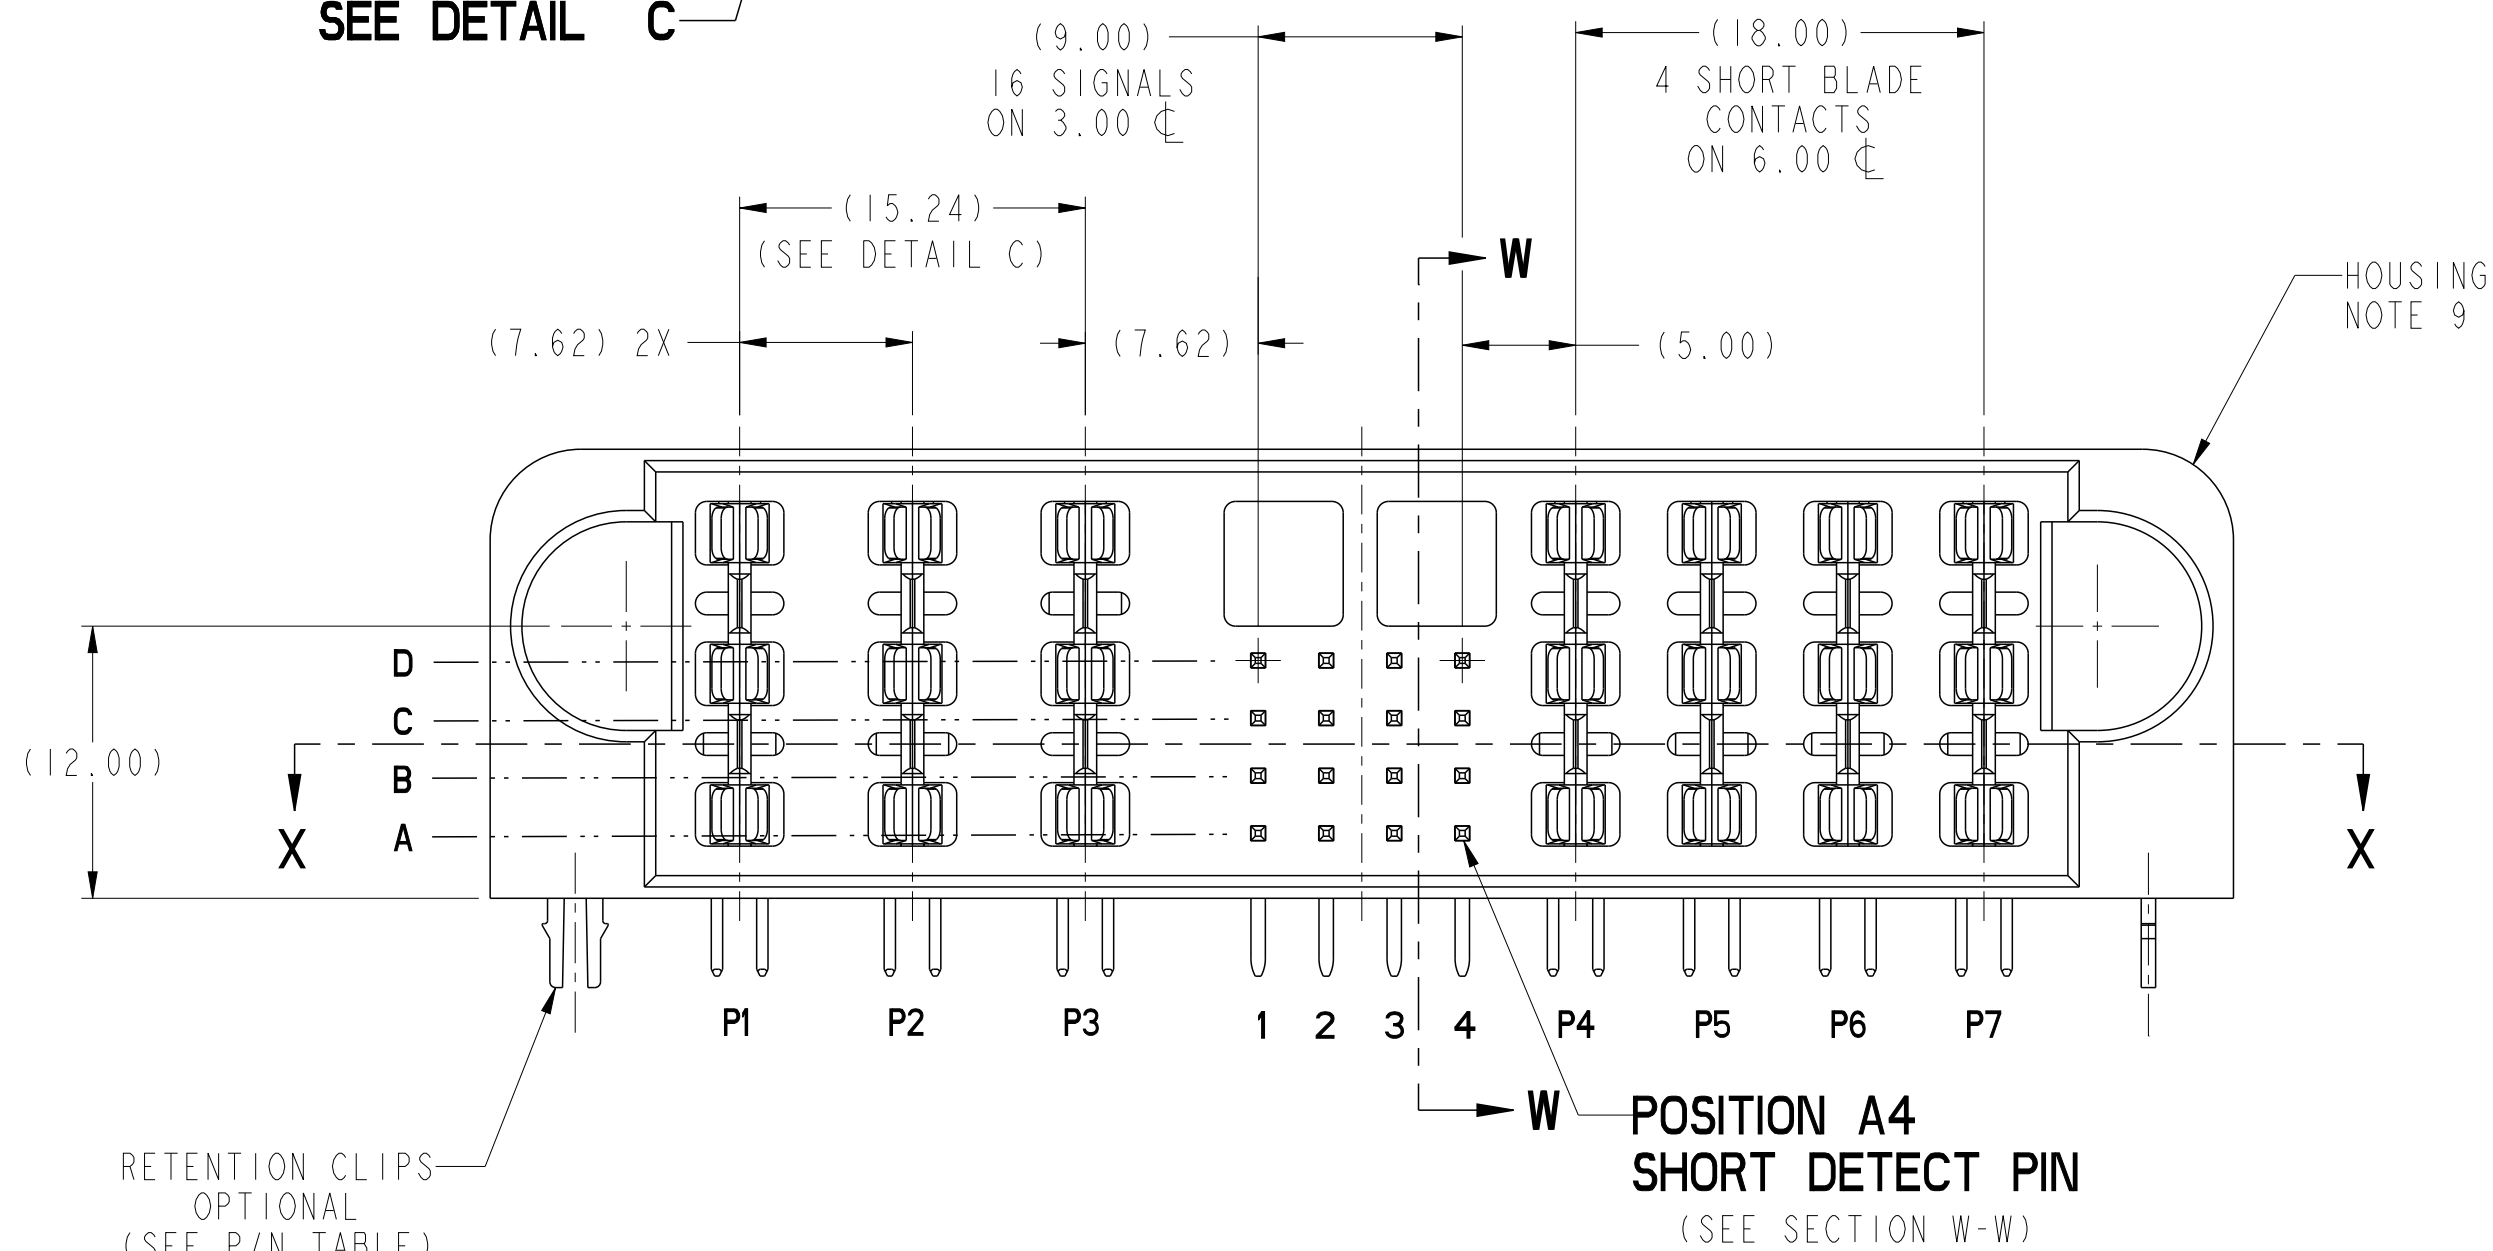 SEE DETAIL C
(9.00)
16 SIGNALS
ON 3.00 ℄
(18.00)
4 SHORT BLADE
CONTACTS
ON 6.00 ℄
(15.24)
(SEE DETAIL C)
W
HOUSING
NOTE 9
(7.62) 2X
(7.62)
(5.00)
D
C
B
A
(12.00)
X
X
P1
P2
P3
1
2
3
4
P4
P5
P6
P7
W
POSITION A4
SHORT DETECT PIN
(SEE SECTION W-W)
RETENTION CLIPS
OPTIONAL
(SEE P/N TABLE)